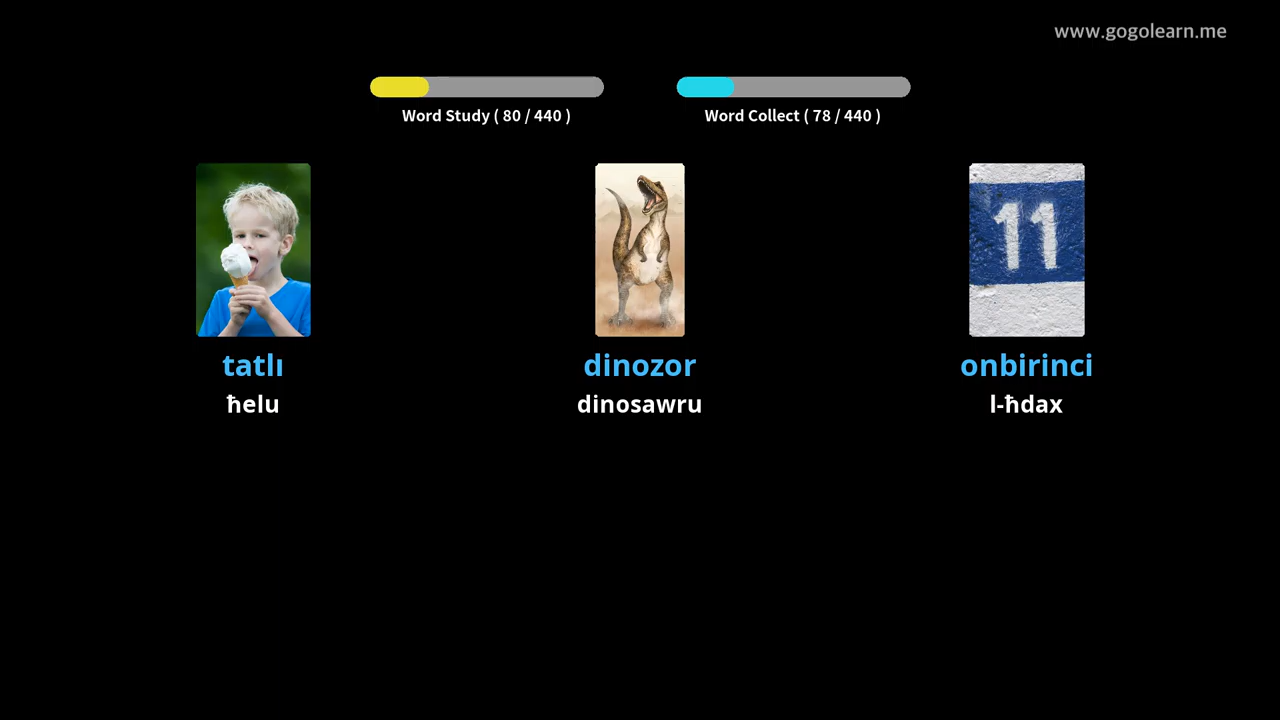 www.gogolearn.me
Word Study ( 80 / 440 )
Word Collect ( 78 / 440 )
11
tatlı
dinozor
onbirinci
ħelu
dinosawru
l-ħdax